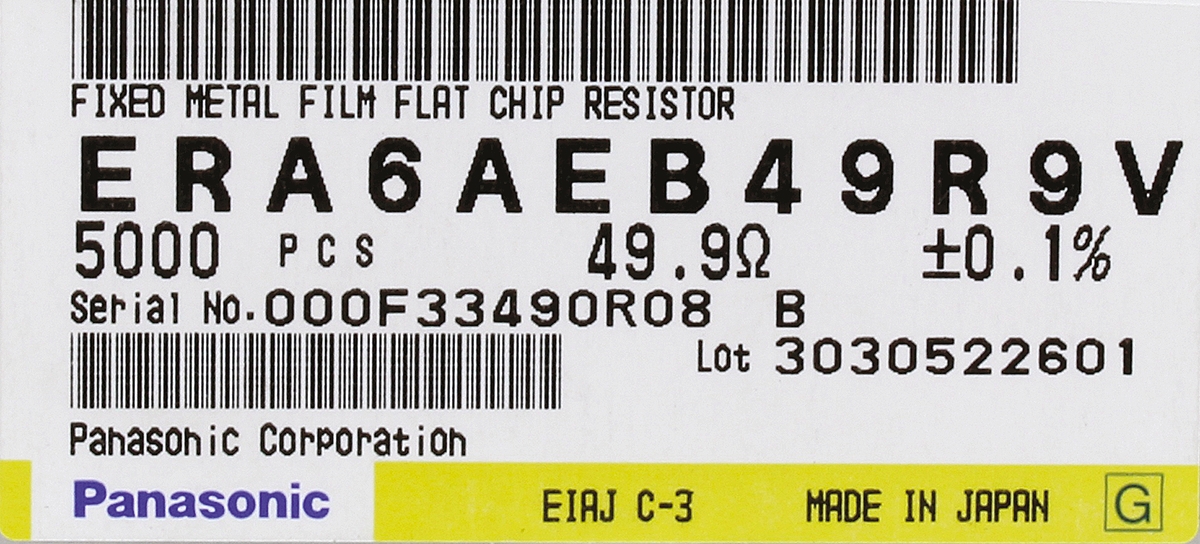 FIXED METAL FILM FLAT CHIP RESISTOR
ERA6AEB49R9V
5000 PCS 49.9Ω ±0.1%
Serial No.000F33490R08 B
Lot 3030522601
Panasonic Corporation
Panasonic EIAJ C-3 MADE IN JAPAN G